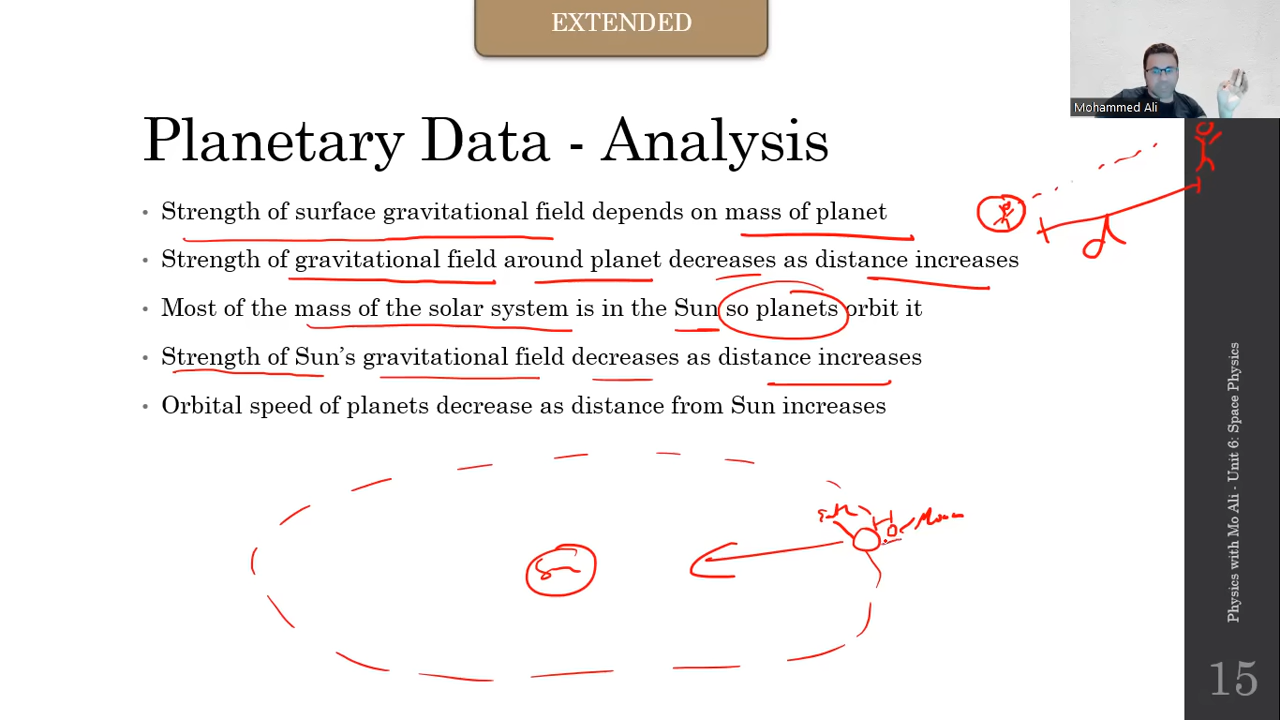 EXTENDED
Mohammed Ali
Planetary Data - Analysis
• Strength of surface gravitational field depends on mass of planet
• Strength of gravitational field around planet decreases as distance increases
• Most of the mass of the solar system is in the Sun so planets orbit it
• Strength of Sun’s gravitational field decreases as distance increases
• Orbital speed of planets decrease as distance from Sun increases
d
Sun
Moon
Physics with Mo Ali - Unit 6: Space Physics
15